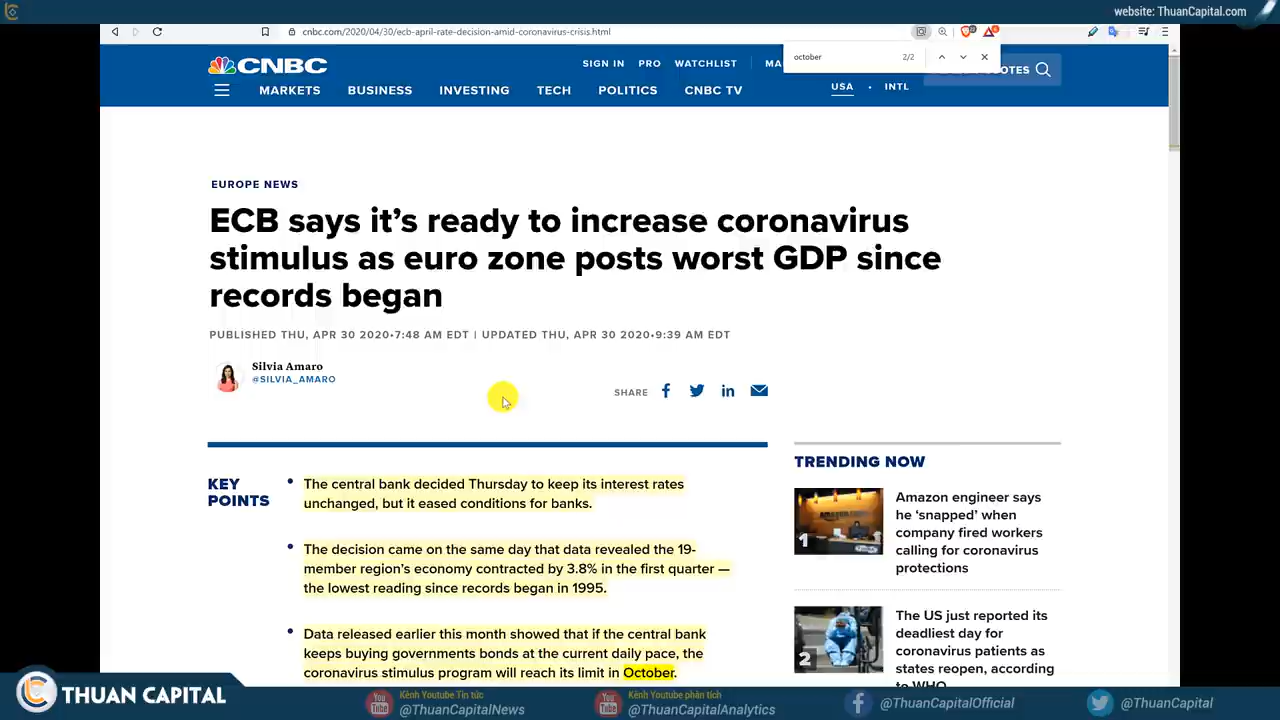 website: ThuanCapital.com
cnbc.com/2020/04/30/ecb-april-rate-decision-amid-coronavirus-crisis.html
october 2/2
CNBC
SIGN IN PRO WATCHLIST MA
QUOTES
MARKETS BUSINESS INVESTING TECH POLITICS CNBC TV
USA • INTL
EUROPE NEWS
ECB says it’s ready to increase coronavirus
stimulus as euro zone posts worst GDP since
records began
PUBLISHED THU, APR 30 2020•7:48 AM EDT | UPDATED THU, APR 30 2020•9:39 AM EDT
Silvia Amaro
@SILVIA_AMARO
SHARE
KEY
POINTS
• The central bank decided Thursday to keep its interest rates
unchanged, but it eased conditions for banks.
• The decision came on the same day that data revealed the 19-
member region’s economy contracted by 3.8% in the first quarter —
the lowest reading since records began in 1995.
• Data released earlier this month showed that if the central bank
keeps buying governments bonds at the current daily pace, the
coronavirus stimulus program will reach its limit in October.
TRENDING NOW
1
Amazon engineer says
he ‘snapped’ when
company fired workers
calling for coronavirus
protections
2
The US just reported its
deadliest day for
coronavirus patients as
states reopen, according
to WHO
THUAN CAPITAL
Kênh Youtube Tin tức
@ThuanCapitalNews
Kênh Youtube phân tích
@ThuanCapitalAnalytics
@ThuanCapitalOfficial
@ThuanCapital